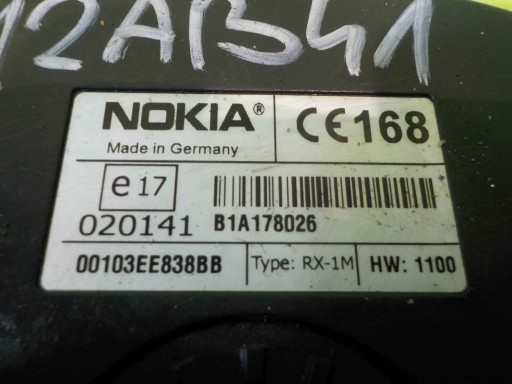 12AB41
NOKIA® CE168
Made in Germany
e17
020141 B1A178026
00103EE838BB Type: RX-1M HW: 1100